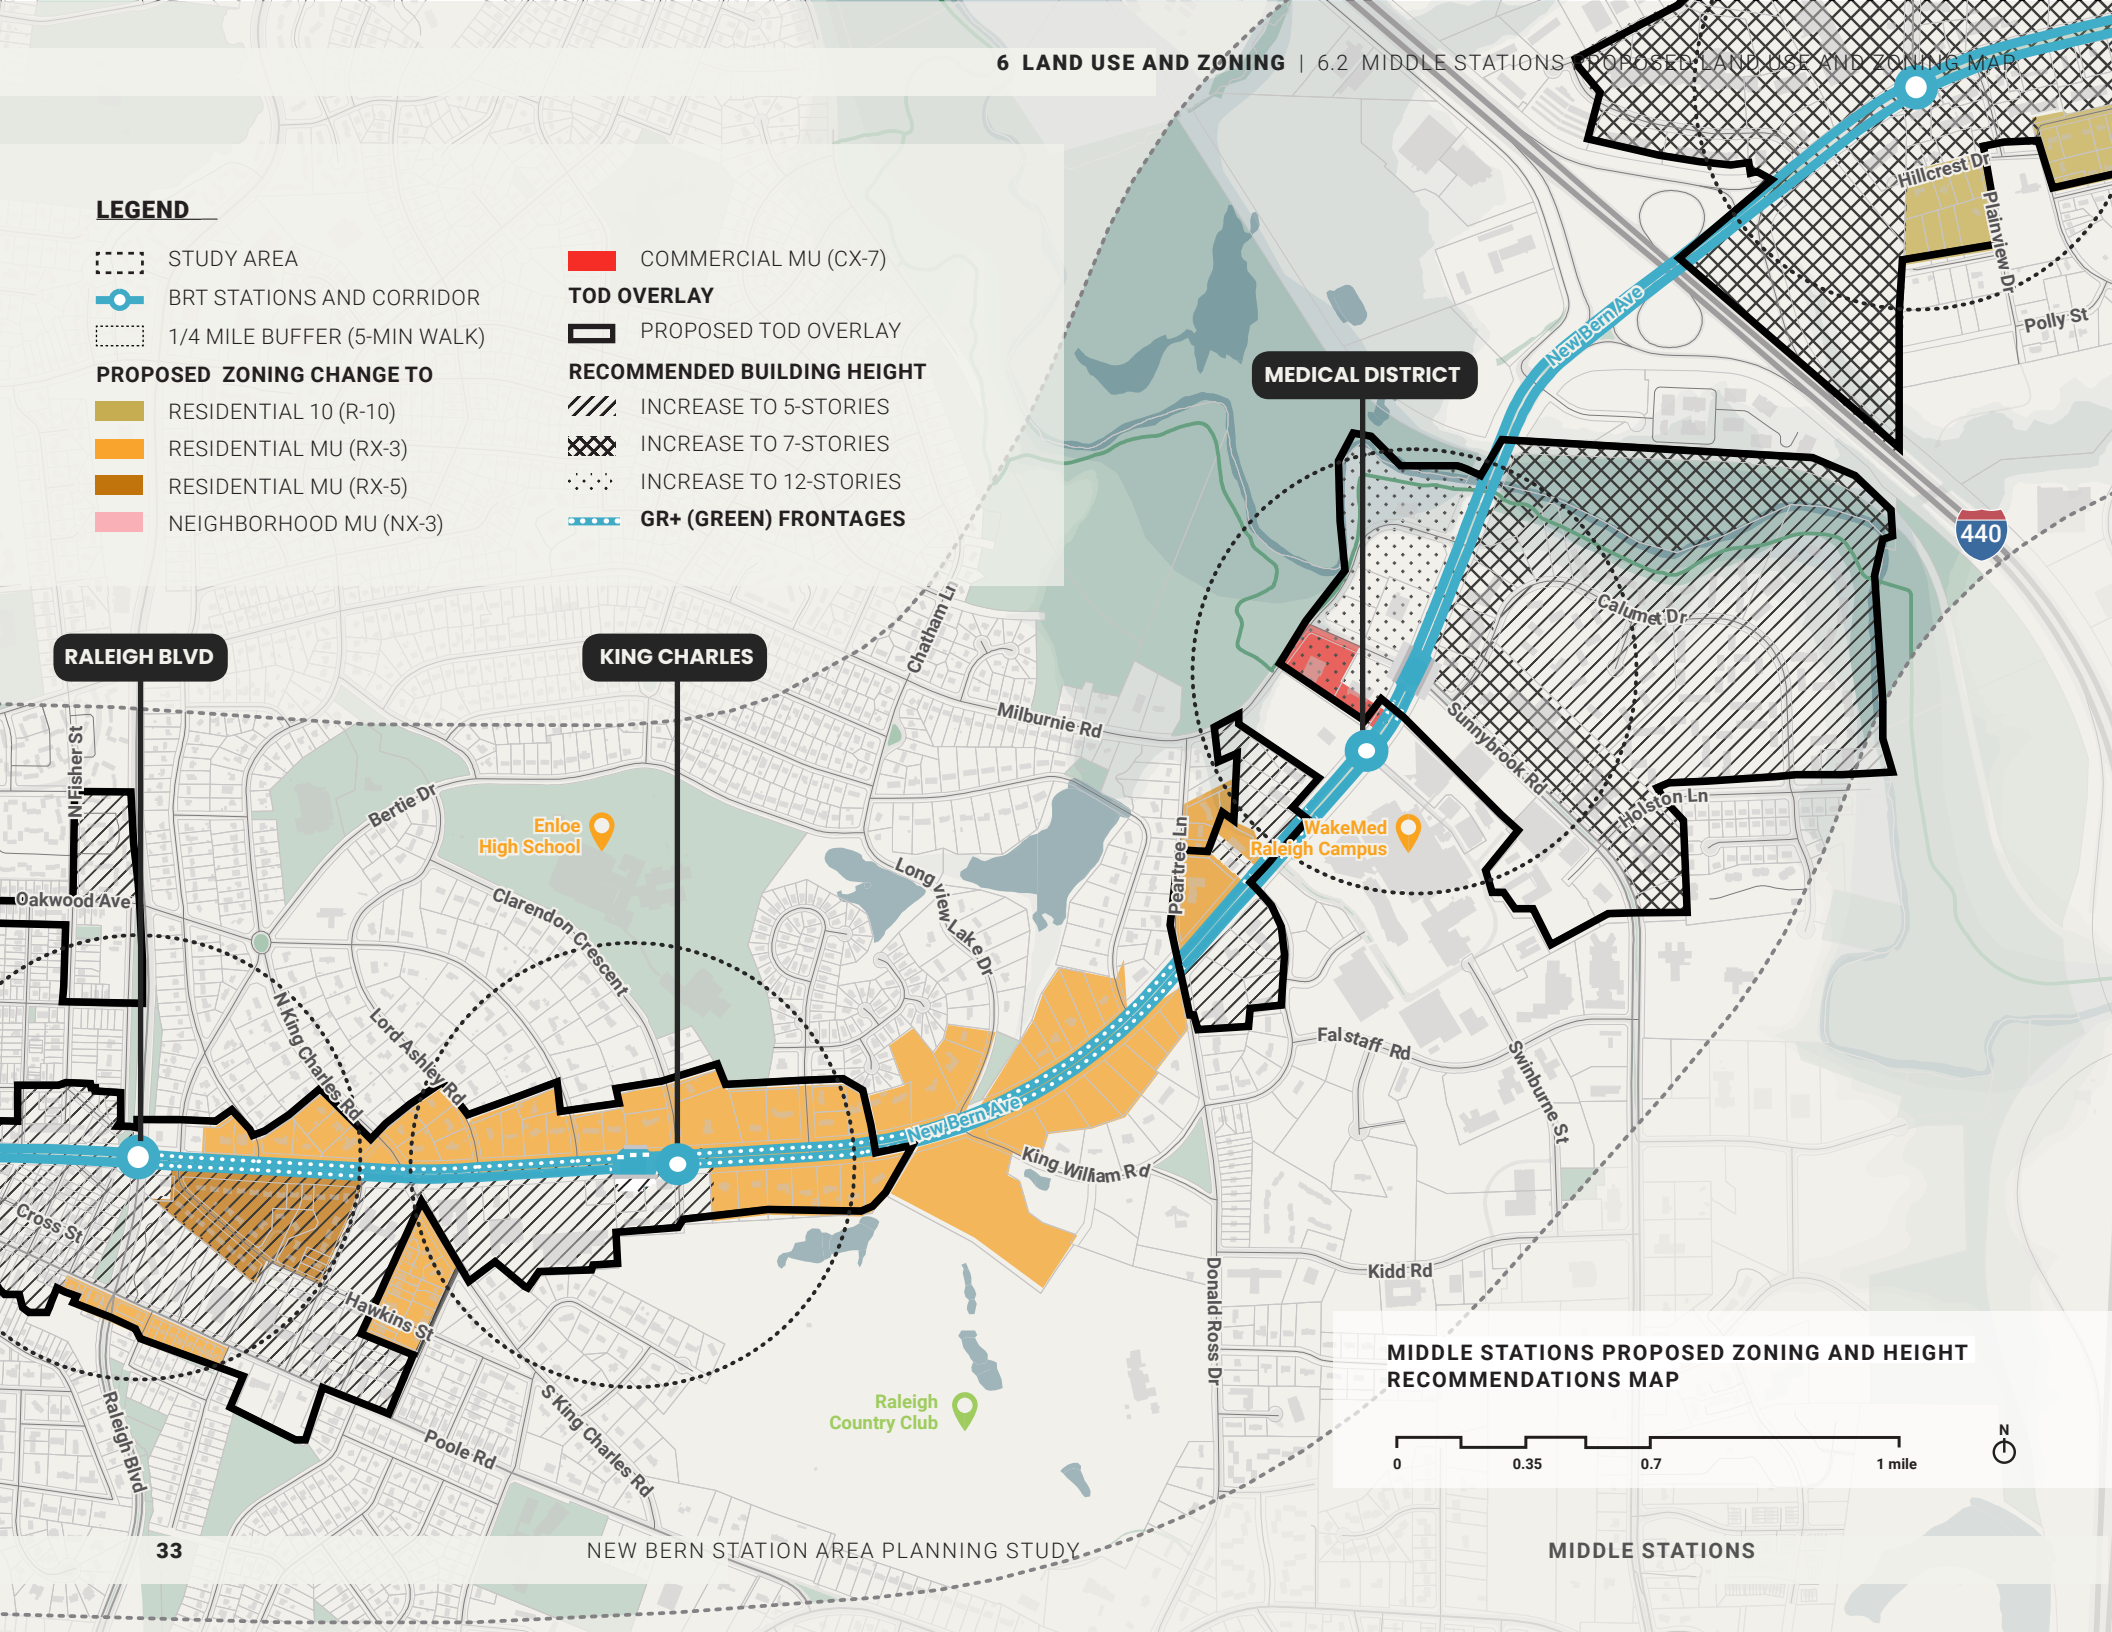 6 LAND USE AND ZONING | 6.2 MIDDLE STATIONS PROPOSED LAND USE AND ZONING MAP
LEGEND
STUDY AREA
BRT STATIONS AND CORRIDOR
1/4 MILE BUFFER (5-MIN WALK)
PROPOSED ZONING CHANGE TO
RESIDENTIAL 10 (R-10)
RESIDENTIAL MU (RX-3)
RESIDENTIAL MU (RX-5)
NEIGHBORHOOD MU (NX-3)
COMMERCIAL MU (CX-7)
TOD OVERLAY
PROPOSED TOD OVERLAY
RECOMMENDED BUILDING HEIGHT
INCREASE TO 5-STORIES
INCREASE TO 7-STORIES
INCREASE TO 12-STORIES
GR+ (GREEN) FRONTAGES
Hillcrest Dr
Plainview Dr
Polly St
New Bern Ave
MEDICAL DISTRICT
440
Calumet Dr
Chatham Ln
RALEIGH BLVD
KING CHARLES
Milburnie Rd
Sunnybrook Rd
Holston Ln
N Fisher St
Bertie Dr
Enloe
High School
WakeMed
Raleigh Campus
Peartree Ln
Oakwood Ave
Clarendon Crescent
Long view Lake Dr
N King Charles Rd
Lord Ashley Rd
Falstaff Rd
Swinburne St
New Bern Ave
King William Rd
Cross St
Hawkins St
Kidd Rd
Donald Ross Dr
Raleigh Blvd
Poole Rd
S King Charles Rd
Raleigh
Country Club
MIDDLE STATIONS PROPOSED ZONING AND HEIGHT
RECOMMENDATIONS MAP
N
0 0.35 0.7 1 mile
33
NEW BERN STATION AREA PLANNING STUDY
MIDDLE STATIONS